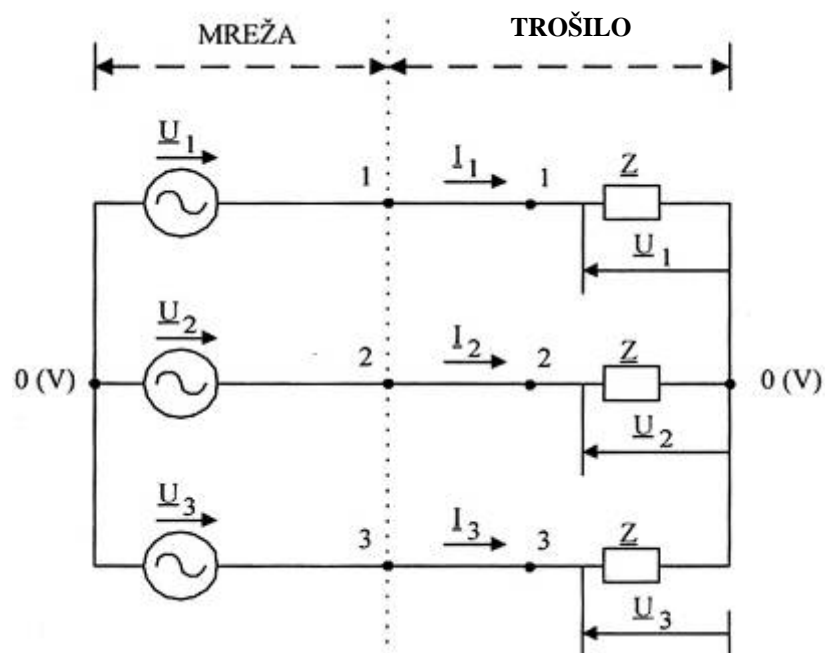 MREŽA TROŠILO
U1
1 I1 1 Z
U1
U2
2 I2 2 Z
0 (V) 0 (V)
U2
U3
3 I3 3 Z
U3